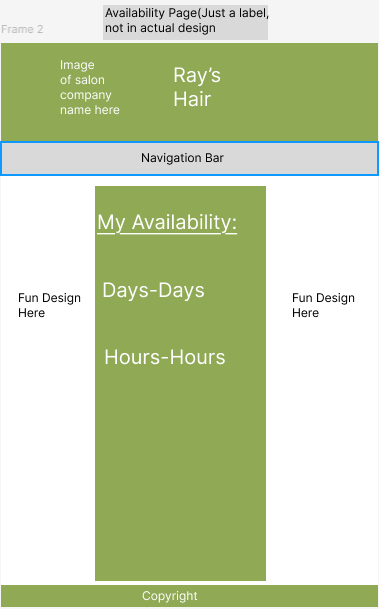 Availability Page(Just a label,
not in actual design
Frame 2
Image
of salon
company
name here
Ray’s
Hair
Navigation Bar
My Availability:
Days-Days
Fun Design
Here
Fun Design
Here
Hours-Hours
Copyright